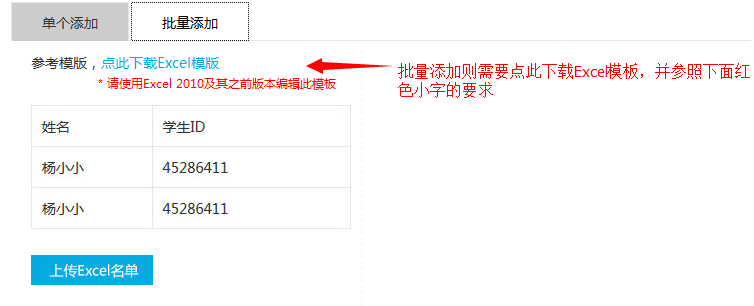 单个添加 批量添加
参考模版，点此下载Excel模版
* 请使用Excel 2010及其之前版本编辑此模板
批量添加则需要点此下载Excel模板，并参照下面红
色小字的要求
姓名 学生ID
杨小小 45286411
杨小小 45286411
上传Excel名单